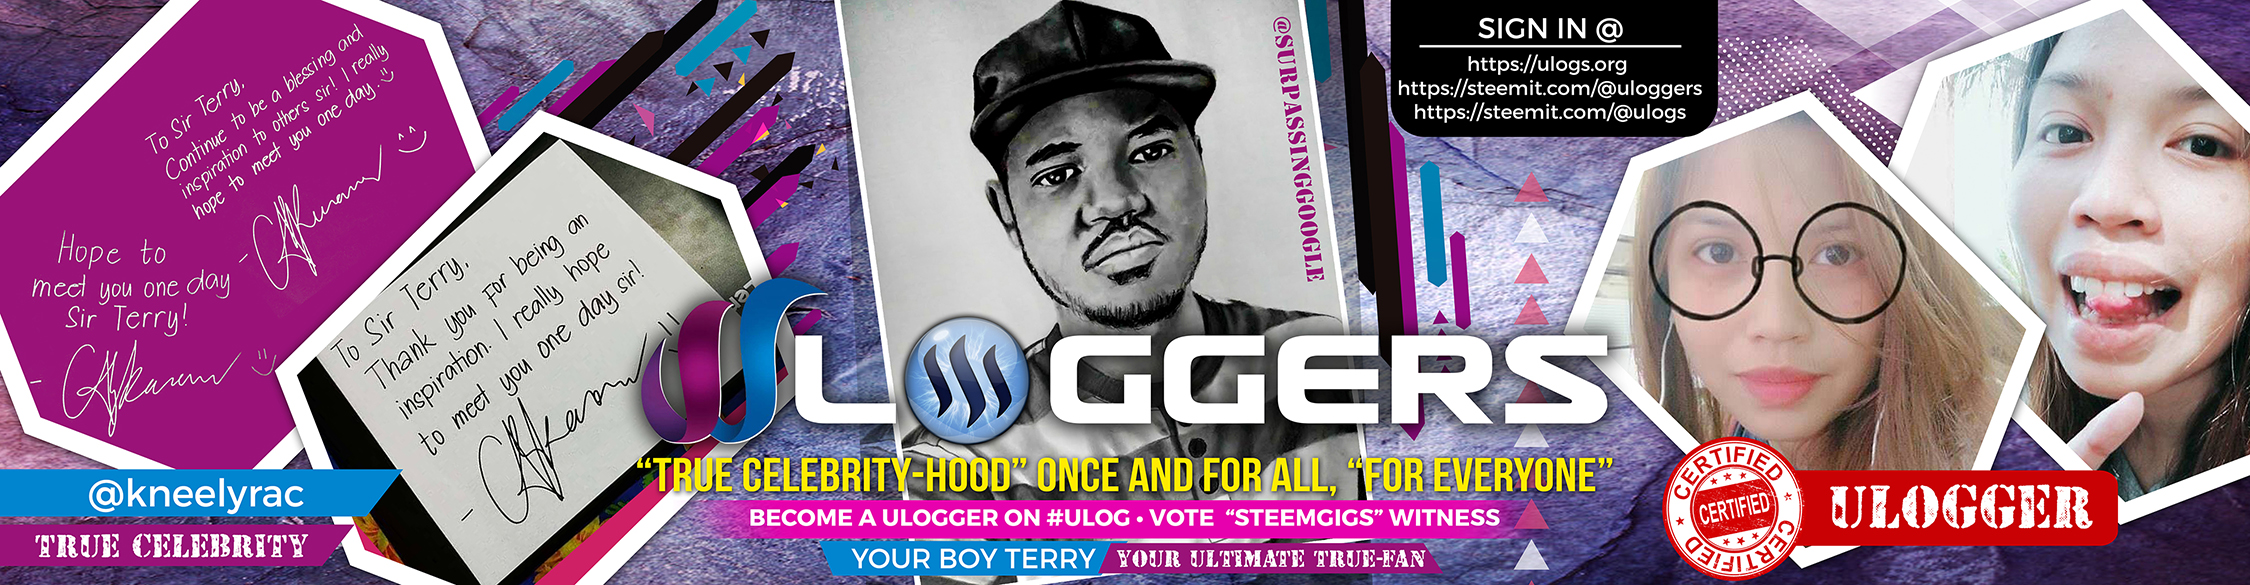 To Sir Terry,
Continue to be a blessing and
inspiration to others sir! I really
hope to meet you one day.
Hope to
meet you one day
Sir Terry!
To Sir Terry,
Thank you for being an
inspiration. I really hope
to meet you one day sir!
@kneelyrac
TRUE CELEBRITY
@SURPASSINGGOOGLE
ULOGGERS
"TRUE CELEBRITY-HOOD" ONCE AND FOR ALL, "FOR EVERYONE"
BECOME A ULOGGER ON #ULOG • VOTE "STEEMGIGS" WITNESS
YOUR BOY TERRY YOUR ULTIMATE TRUE-FAN
SIGN IN @
https://ulogs.org
https://steemit.com/@uloggers
https://steemit.com/@ulogs
CERTIFIED
CERTIFIED
CERTIFIED
ULOGGER